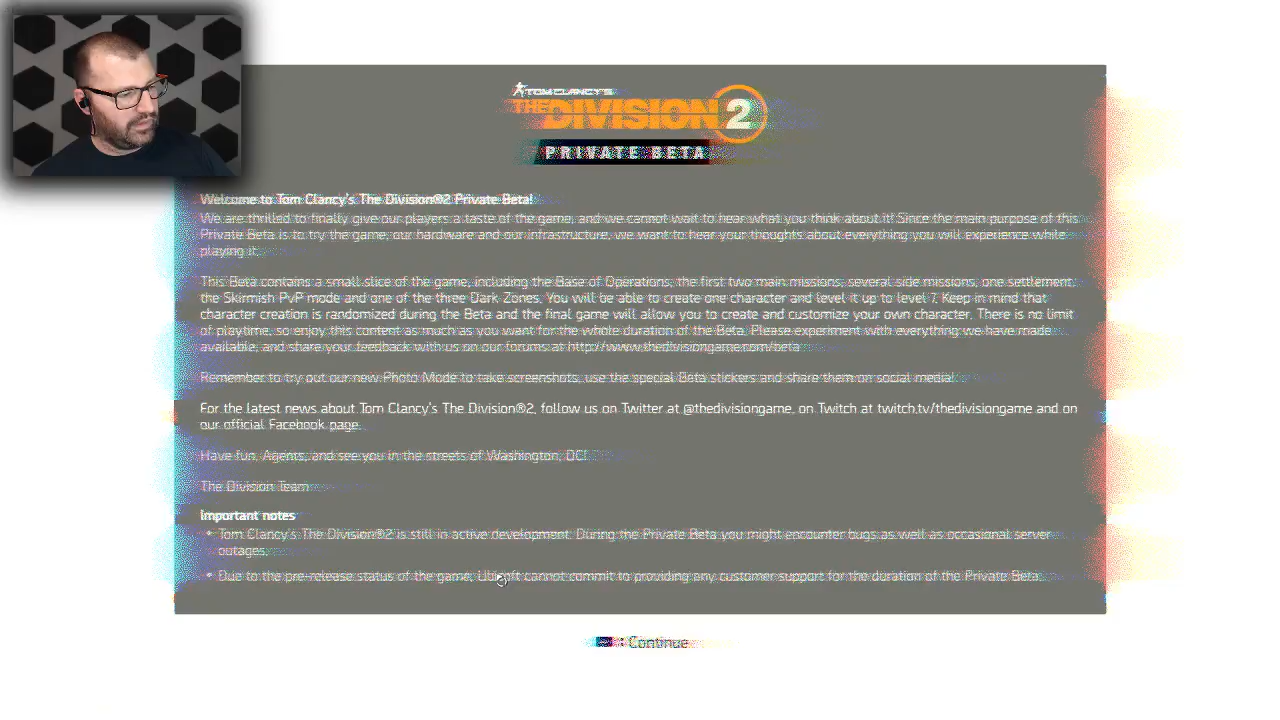 TOM CLANCY'S
THE DIVISION 2
PRIVATE BETA
Welcome to Tom Clancy's The Division®2 Private Beta!
We are thrilled to finally give our players a taste of the game, and we cannot wait to hear what you think about it! Since the main purpose of this
Private Beta is to try the game, our hardware and our infrastructure, we want to hear your thoughts about everything you will experience while
playing it.
This Beta contains a small slice of the game, including the Base of Operations, the first two main missions, several side missions, one settlement,
the Skirmish PvP mode and one of the three Dark Zones. You will be able to create one character and level it up to level 7. Keep in mind that
character creation is randomized during the Beta and the final game will allow you to create and customize your own character. There is no limit
of playtime, so enjoy this content as much as you want for the whole duration of the Beta. Please experiment with everything we have made
available, and share your feedback with us on our forums at http://www.thedivisiongame.com/beta
Remember to try out our new Photo Mode to take screenshots, use the special Beta stickers and share them on social media!
For the latest news about Tom Clancy's The Division®2, follow us on Twitter at @thedivisiongame, on Twitch at twitch.tv/thedivisiongame and on
our official Facebook page.
Have fun, Agents, and see you in the streets of Washington, DC!
The Division Team
Important notes
* Tom Clancy's The Division®2 is still in active development. During the Private Beta you might encounter bugs as well as occasional server
outages.
* Due to the pre-release status of the game, Ubisoft cannot commit to providing any customer support for the duration of the Private Beta.
: Continue